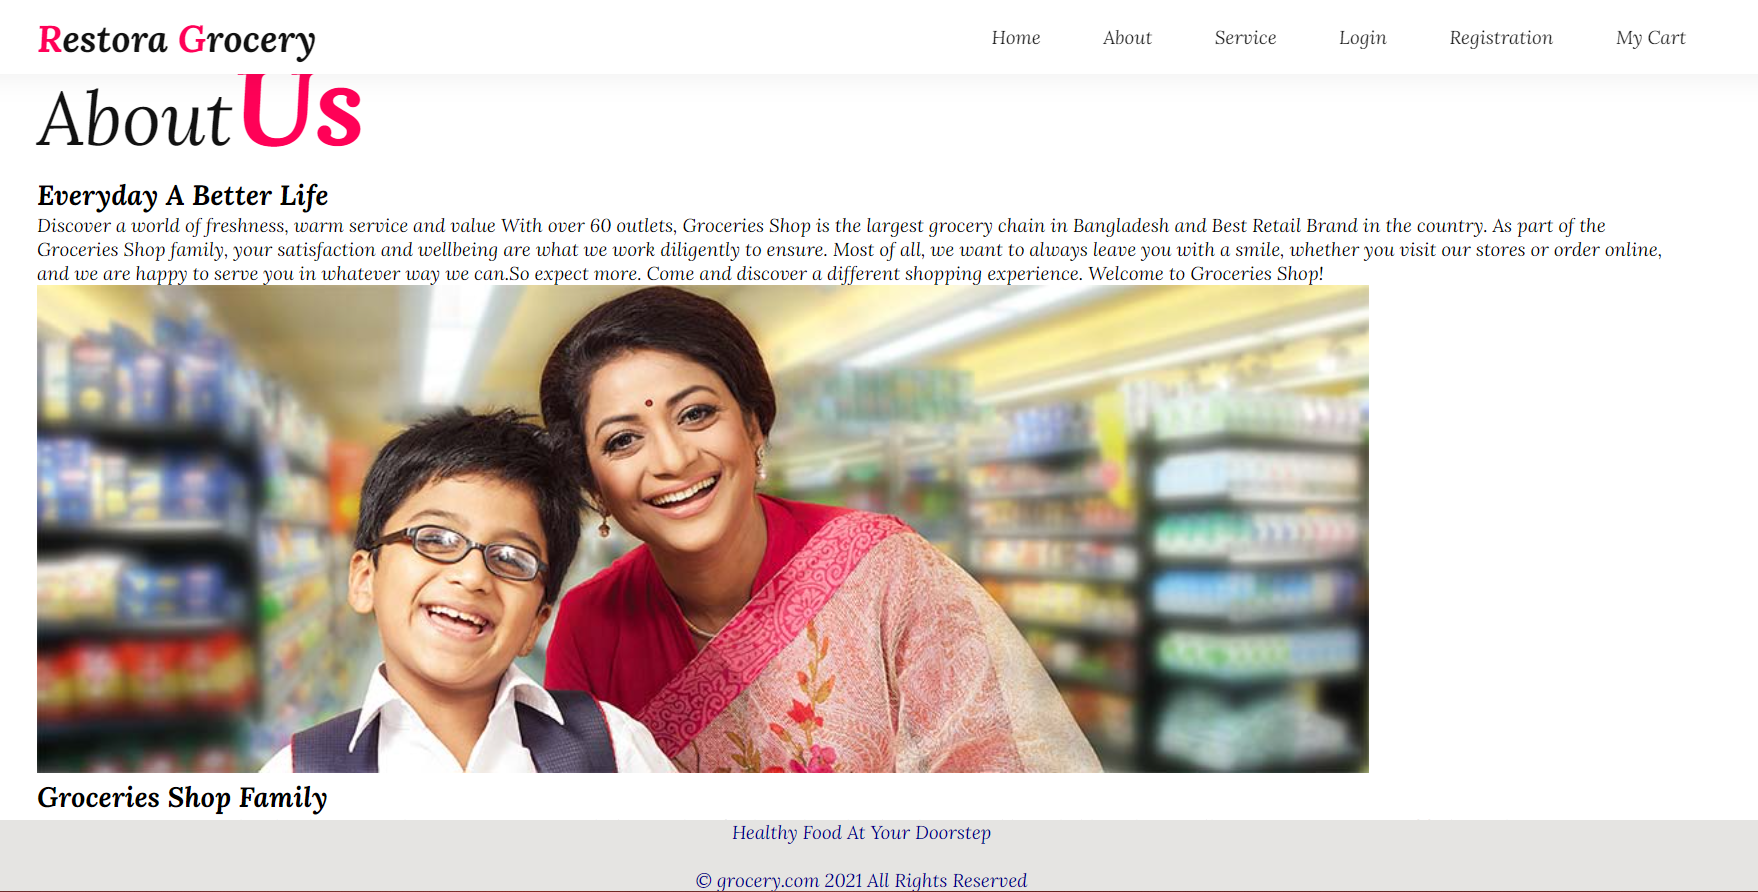 Restora Grocery
Home About Service Login Registration My Cart
About Us
Everyday A Better Life
Discover a world of freshness, warm service and value With over 60 outlets, Groceries Shop is the largest grocery chain in Bangladesh and Best Retail Brand in the country. As part of the
Groceries Shop family, your satisfaction and wellbeing are what we work diligently to ensure. Most of all, we want to always leave you with a smile, whether you visit our stores or order online,
and we are happy to serve you in whatever way we can.So expect more. Come and discover a different shopping experience. Welcome to Groceries Shop!
Groceries Shop Family
Healthy Food At Your Doorstep
© grocery.com 2021 All Rights Reserved